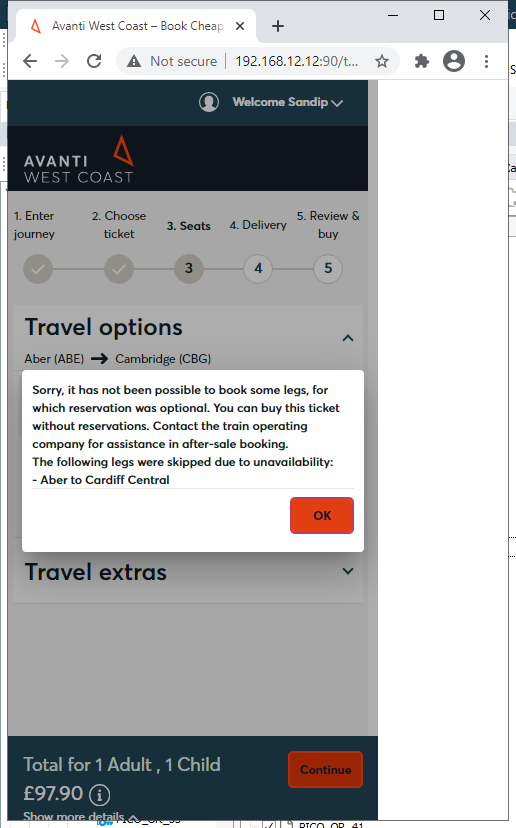 Avanti West Coast – Book Cheap
Not secure | 192.168.12.12:90/t...
Welcome Sandip
AVANTI
WEST COAST
1. Enter journey
2. Choose ticket
3. Seats
4. Delivery
5. Review & buy
3
4
5
Travel options
Aber (ABE) → Cambridge (CBG)
Sorry, it has not been possible to book some legs, for
which reservation was optional. You can buy this ticket
without reservations. Contact the train operating
company for assistance in after-sale booking.
The following legs were skipped due to unavailability:
- Aber to Cardiff Central
OK
Travel extras
Total for 1 Adult , 1 Child
Continue
£97.90
Show more details